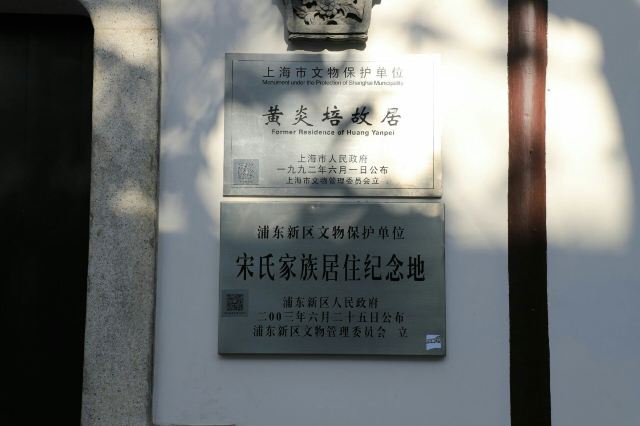 上海市文物保护单位
Monument under the Protection of Shanghai Municipality
黄炎培故居
Former Residence of Huang Yanpei
上海市人民政府
一九九二年六月一日公布
上海市文物管理委员会立
浦东新区文物保护单位
宋氏家族居住纪念地
浦东新区人民政府
二00三年六月二十五日公布
浦东新区文物管理委员会 立